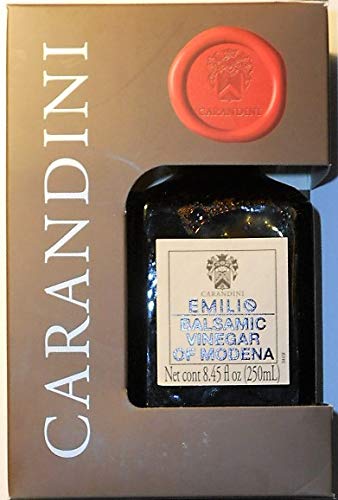 CARANDINI
CARANDINI
CARANDINI
EMILIO
BALSAMIC
VINEGAR
OF MODENA
Net cont 8.45 fl oz (250mL)